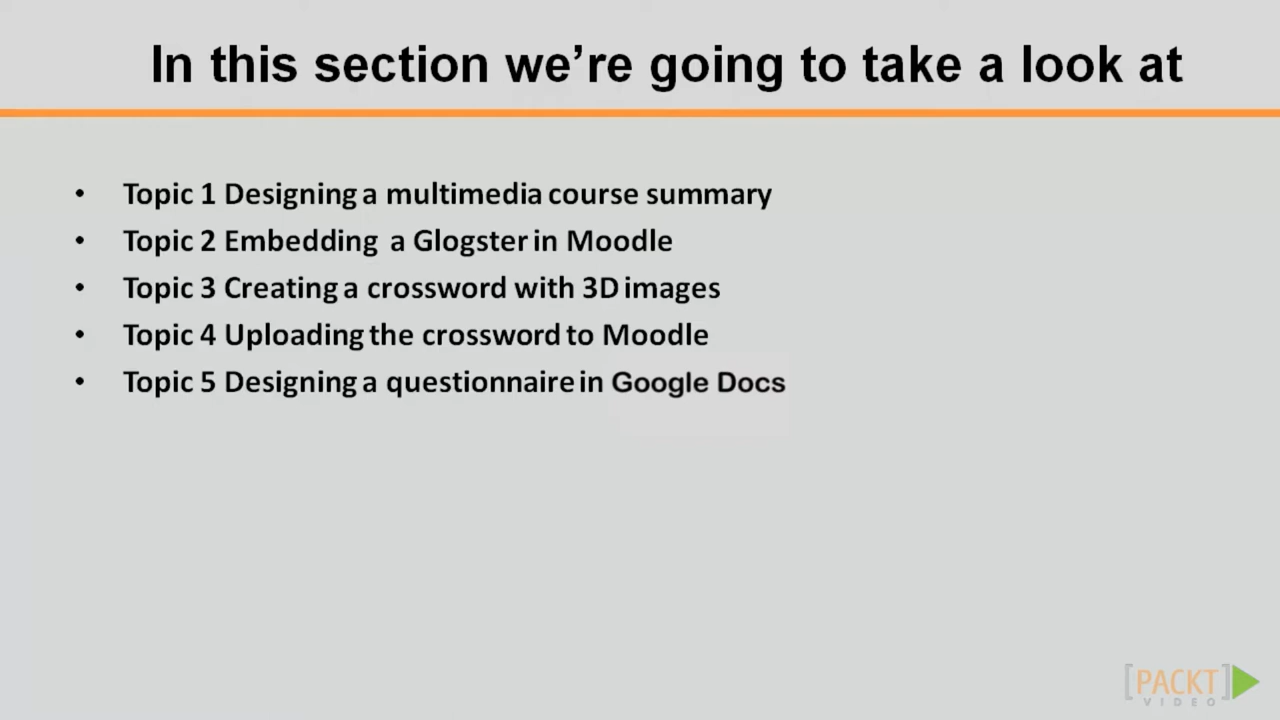 In this section we're going to take a look at
• Topic 1 Designing a multimedia course summary
• Topic 2 Embedding a Glogster in Moodle
• Topic 3 Creating a crossword with 3D images
• Topic 4 Uploading the crossword to Moodle
• Topic 5 Designing a questionnaire in Google Docs
[PACKT]
VIDEO